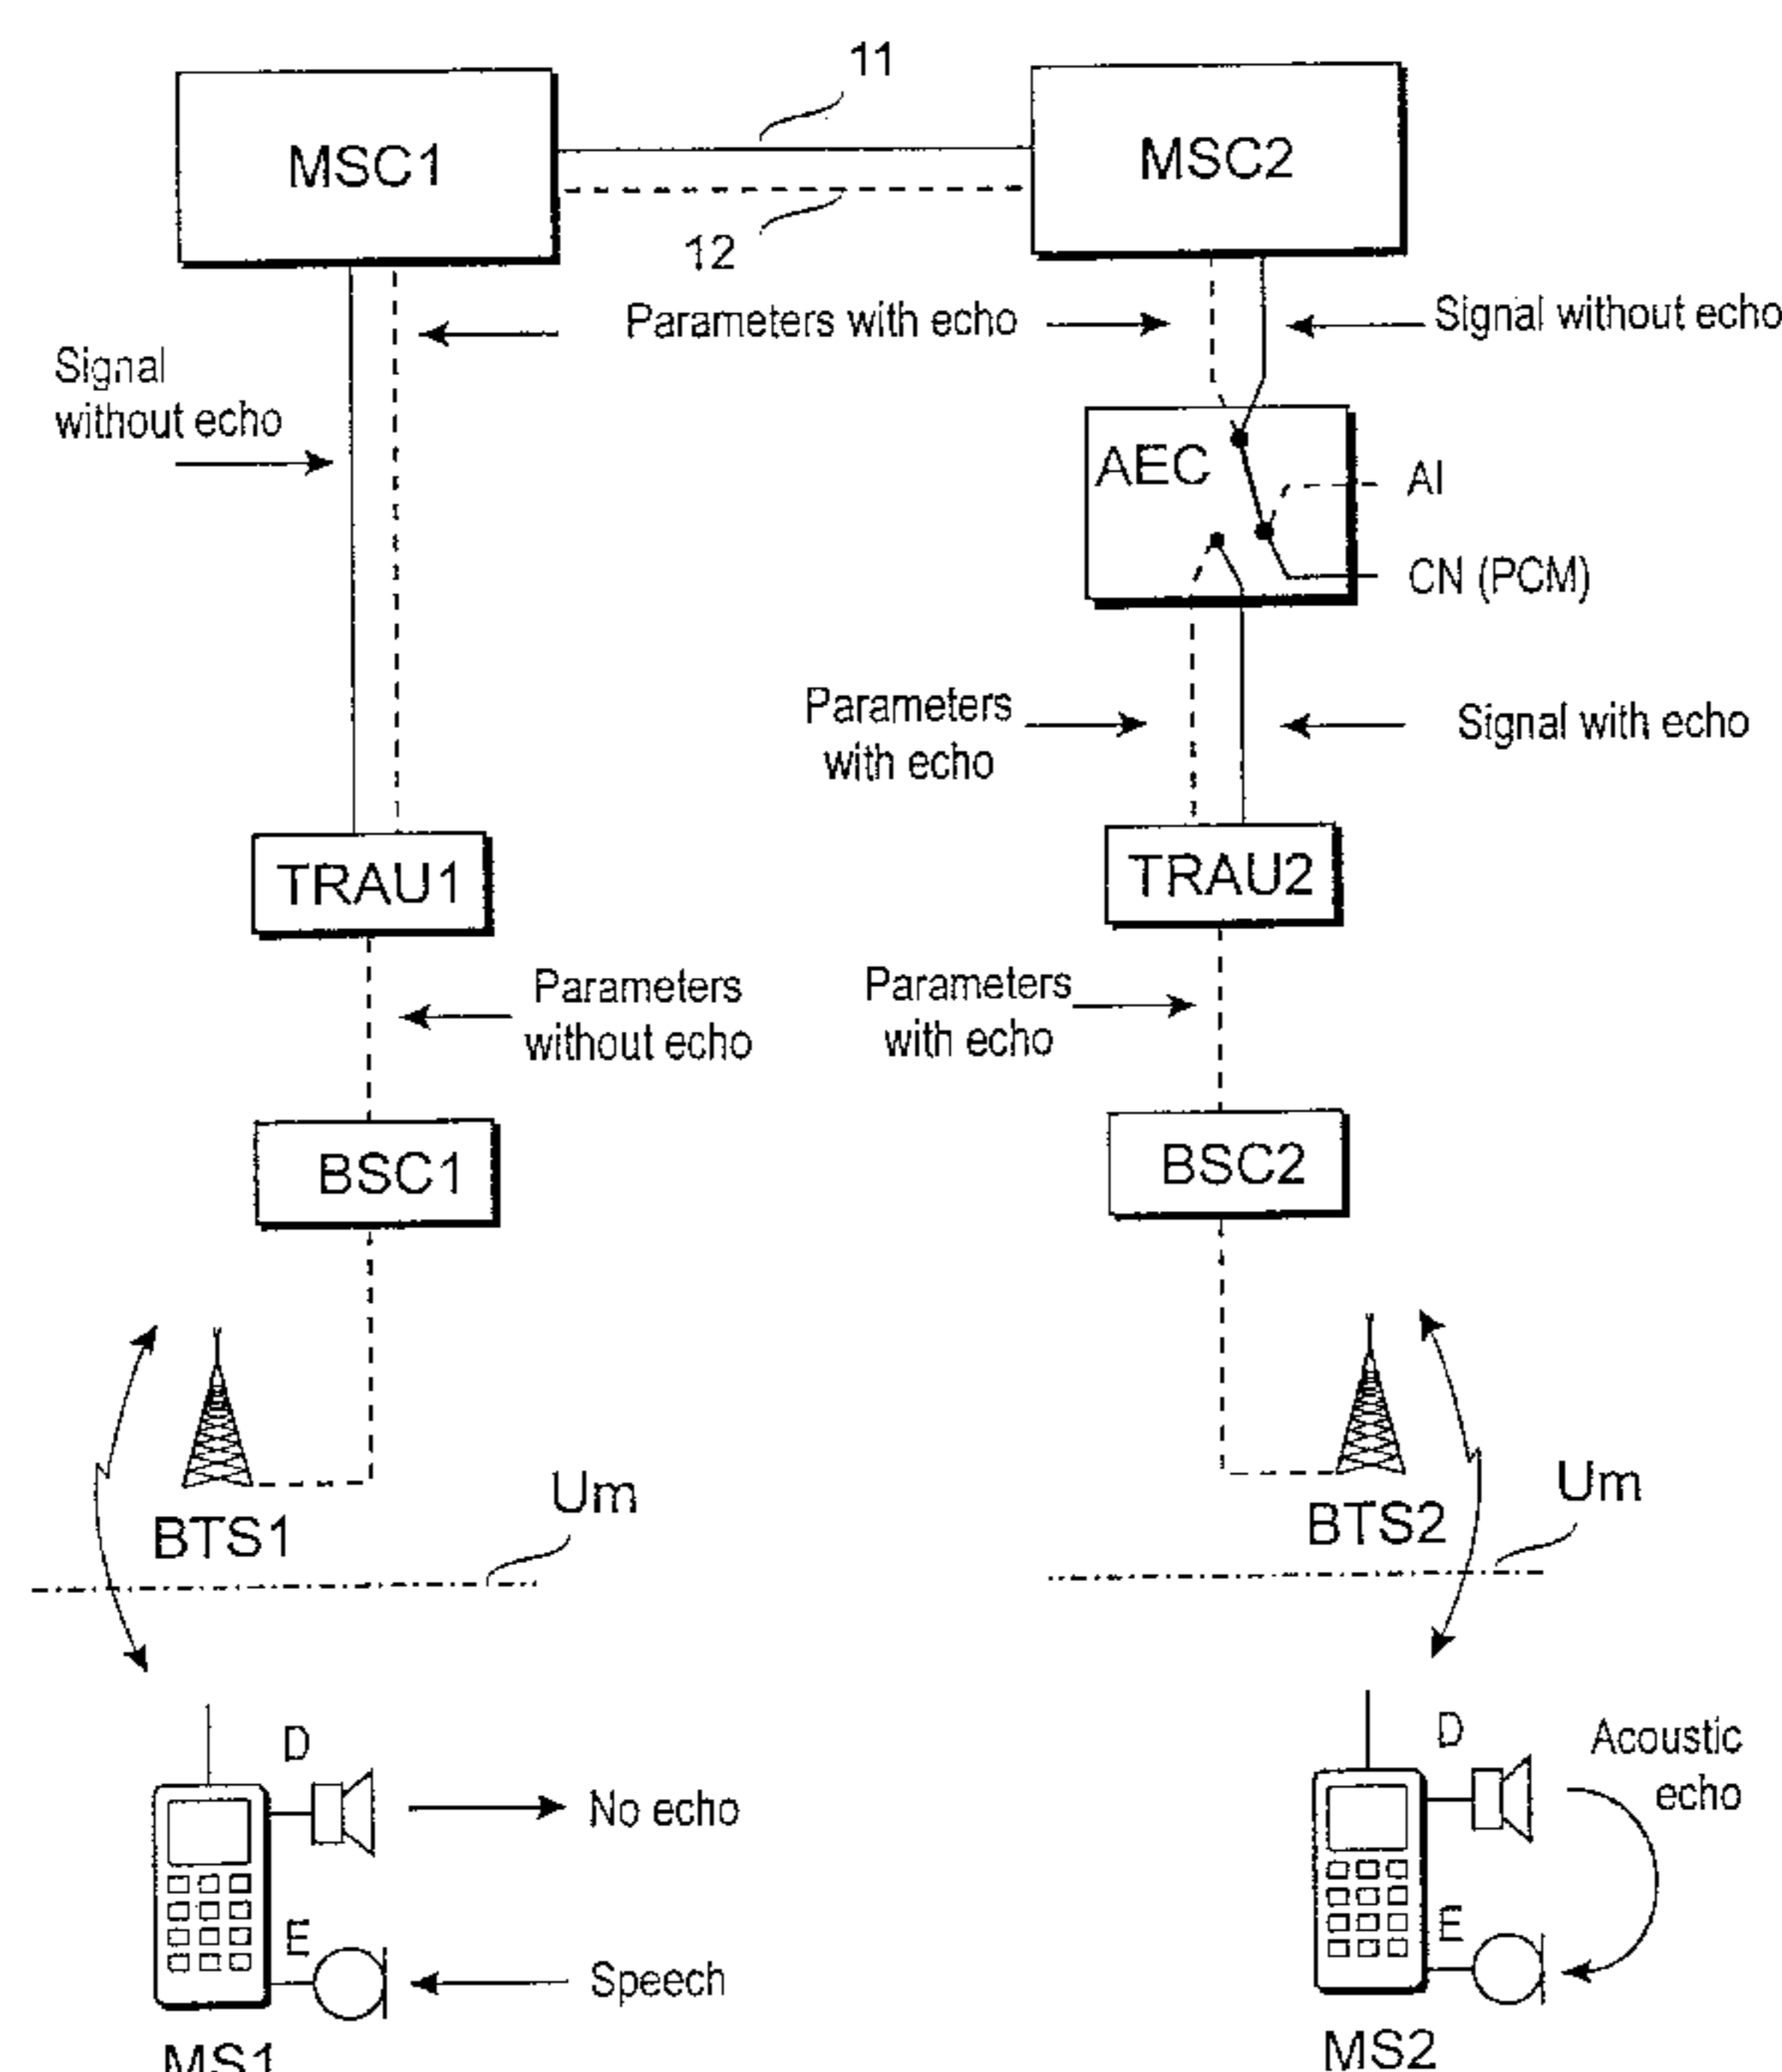 11
MSC1
MSC2
12
Parameters with echo
Signal without echo
Signal
without echo
AEC
AI
CN (PCM)
Parameters
with echo
Signal with echo
TRAU1
TRAU2
Parameters
without echo
Parameters
with echo
BSC1
BSC2
Um
Um
BTS1
BTS2
D
No echo
E
Speech
MS1
D
Acoustic
echo
E
MS2